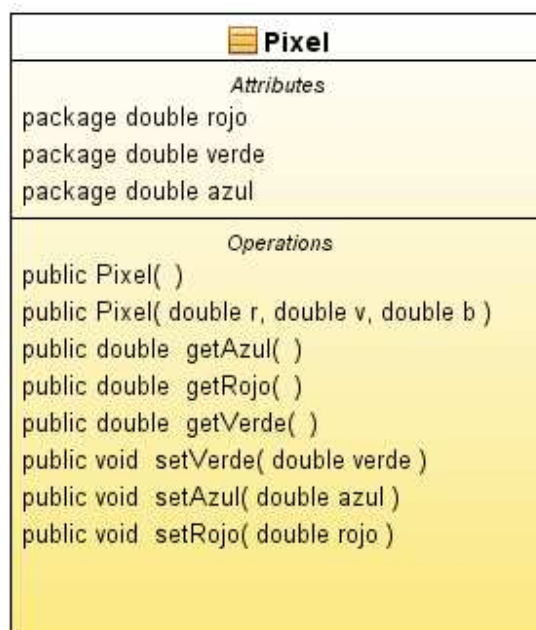 Pixel
Attributes
package double rojo
package double verde
package double azul
Operations
public Pixel( )
public Pixel( double r, double v, double b )
public double getAzul( )
public double getRojo( )
public double getVerde( )
public void setVerde( double verde )
public void setAzul( double azul )
public void setRojo( double rojo )